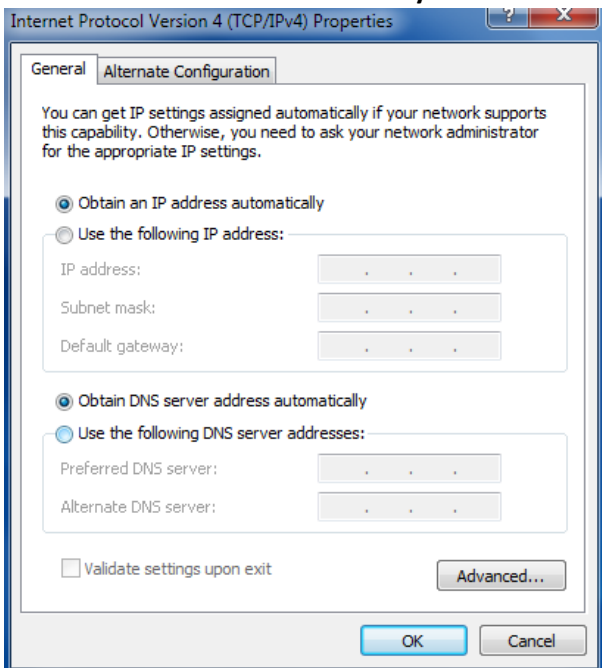 Internet Protocol Version 4 (TCP/IPv4) Properties
? X
General Alternate Configuration
You can get IP settings assigned automatically if your network supports
this capability. Otherwise, you need to ask your network administrator
for the appropriate IP settings.
Obtain an IP address automatically
Use the following IP address:
IP address: . . .
Subnet mask: . . .
Default gateway: . . .
Obtain DNS server address automatically
Use the following DNS server addresses:
Preferred DNS server: . . .
Alternate DNS server: . . .
Validate settings upon exit
Advanced...
OK Cancel